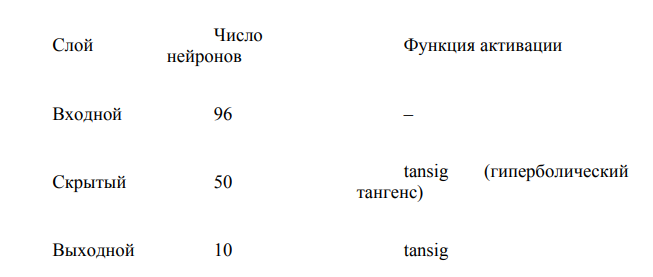 Слой Число нейронов Функция активации
Входной 96 –
Скрытый 50 tansig (гиперболический тангенс)
Выходной 10 tansig